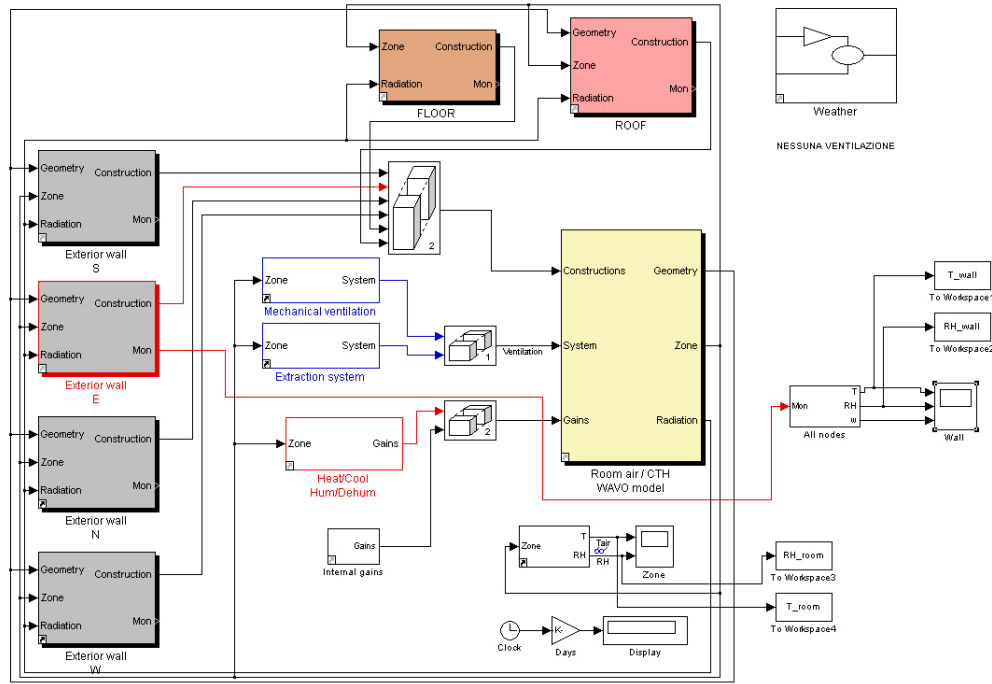 Zone
Construction
Radiation
Mon
FLOOR
Geometry
Construction
Zone
Mon
Radiation
ROOF
Weather
NESSUNA VENTILAZIONE
Geometry
Construction
Zone
Radiation
Mon
Exterior wall
S
2
Geometry
Construction
Zone
Radiation
Mon
Exterior wall
E
Zone
System
Mechanical ventilation
Zone
System
Extraction system
1
Ventilation
Constructions
Geometry
System
Zone
Gains
Radiation
Room air / CTH
WAVO model
T_wall
To Workspace1
RH_wall
To Workspace2
Mon
T
RH
w
All nodes
Wall
Geometry
Construction
Zone
Radiation
Mon
Exterior wall
N
Zone
Gains
Heat/Cool
Hum/Dehum
2
Gains
Internal gains
Zone
T
RH
Tair
RH
Zone
RH_room
To Workspace3
T_room
To Workspace4
Geometry
Construction
Zone
Radiation
Mon
Exterior wall
W
Clock
K-
Days
Display